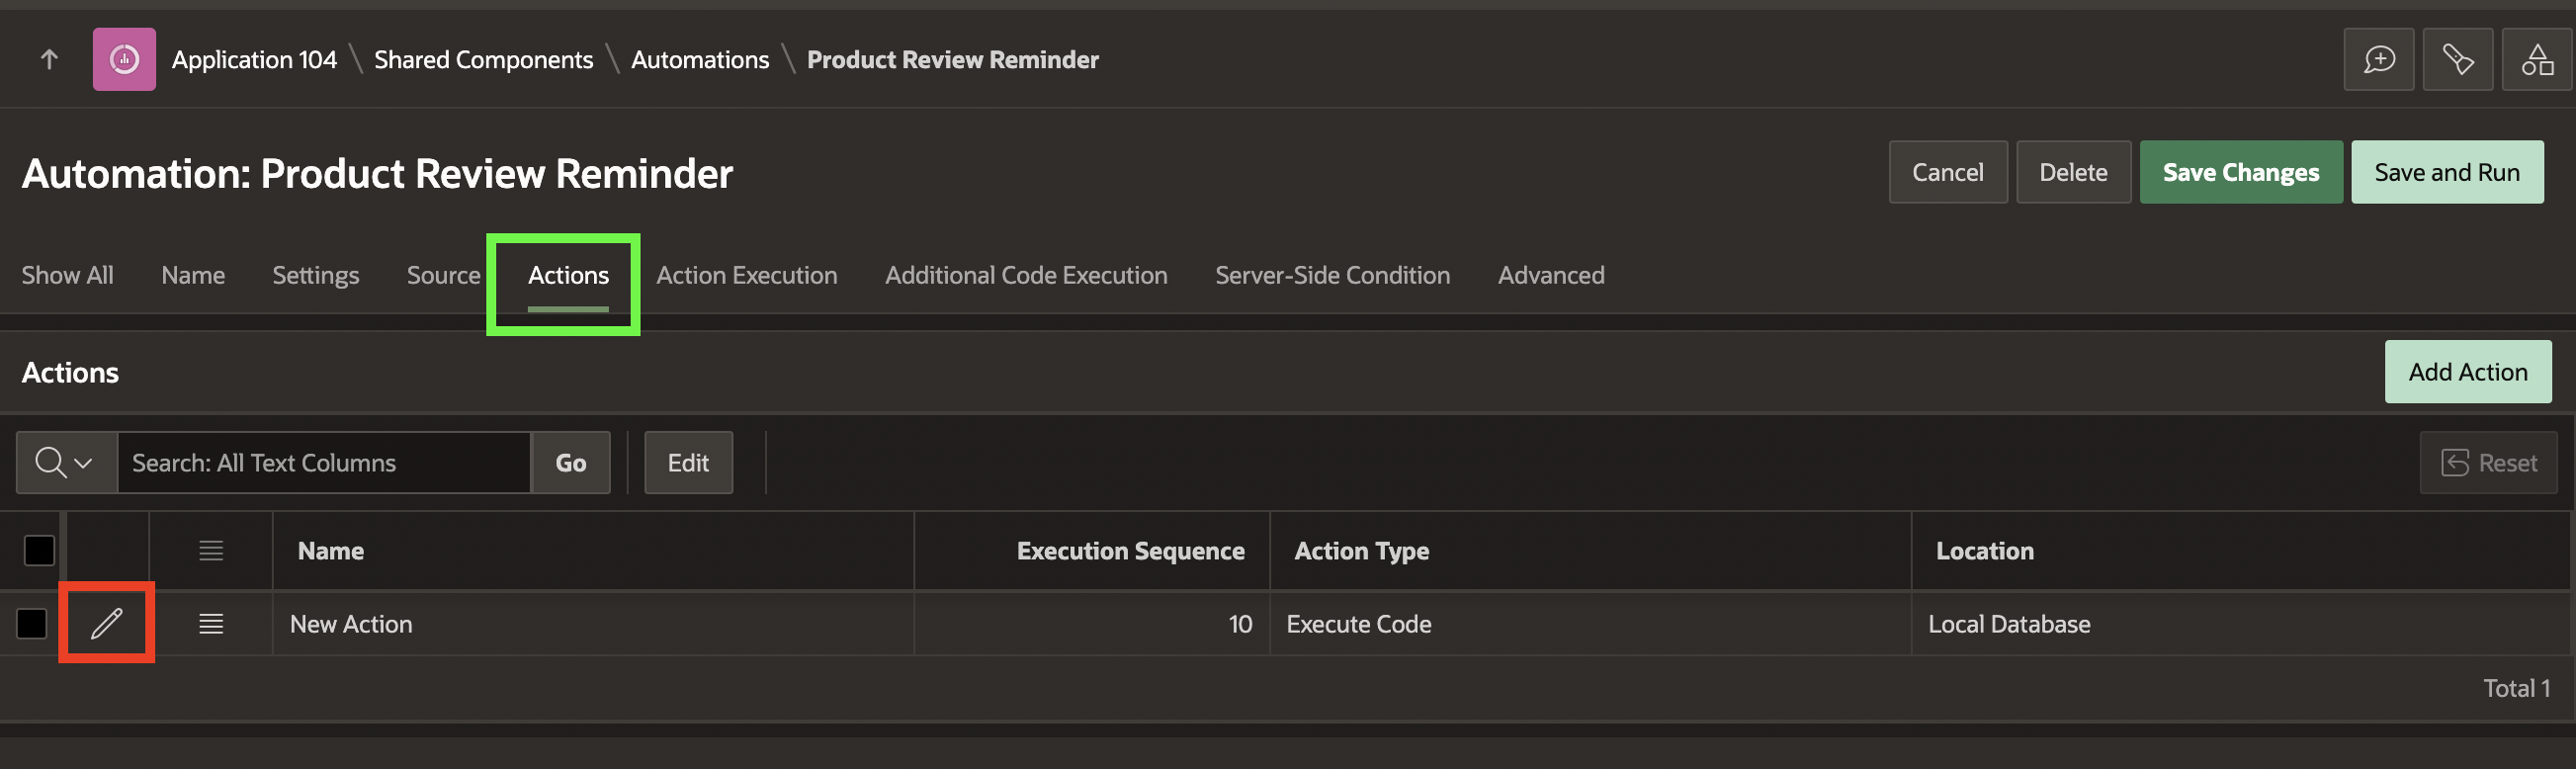 Application 104 \ Shared Components \ Automations \ Product Review Reminder
Automation: Product Review Reminder
Cancel Delete Save Changes Save and Run
Show All Name Settings Source Actions Action Execution Additional Code Execution Server-Side Condition Advanced
Actions
Add Action
Search: All Text Columns Go Edit Reset
Name Execution Sequence Action Type Location
New Action 10 Execute Code Local Database
Total 1